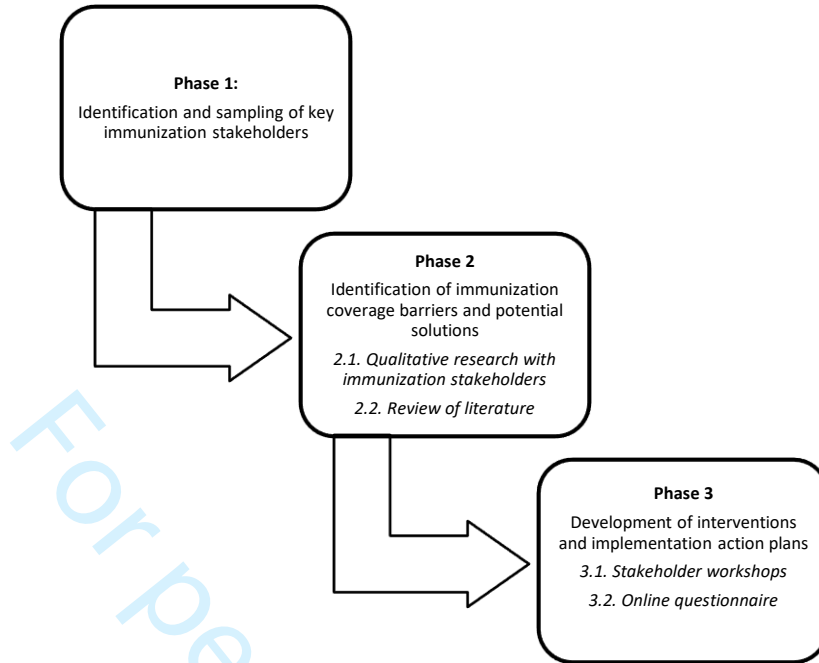 Phase 1:
Identification and sampling of key
immunization stakeholders
Phase 2
Identification of immunization
coverage barriers and potential
solutions
2.1. Qualitative research with
immunization stakeholders
2.2. Review of literature
Phase 3
Development of interventions
and implementation action plans
3.1. Stakeholder workshops
3.2. Online questionnaire
For pe